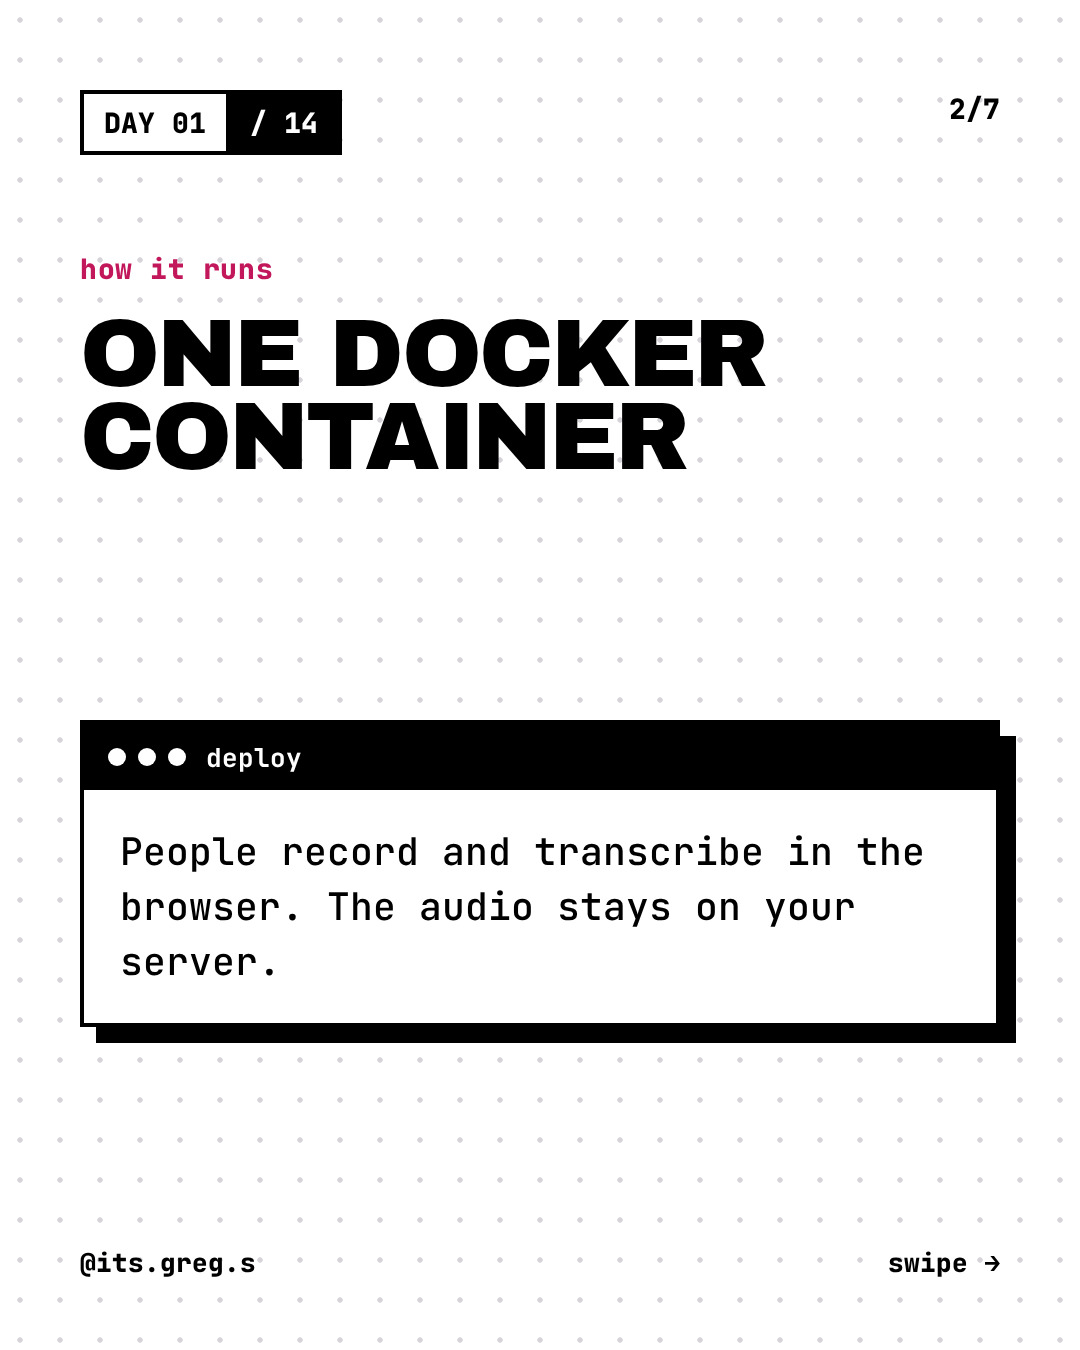 DAY 01 / 14
2/7
how it runs
ONE DOCKER
CONTAINER
deploy
People record and transcribe in the
browser. The audio stays on your
server.
@its.greg.s
swipe →